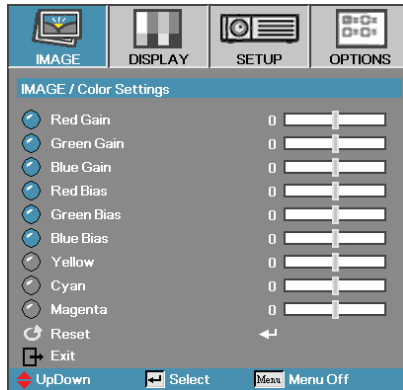 IMAGE DISPLAY SETUP OPTIONS
IMAGE / Color Settings
Red Gain 0
Green Gain 0
Blue Gain 0
Red Bias 0
Green Bias 0
Blue Bias 0
Yellow 0
Cyan 0
Magenta 0
Reset
Exit
UpDown Select Menu Menu Off